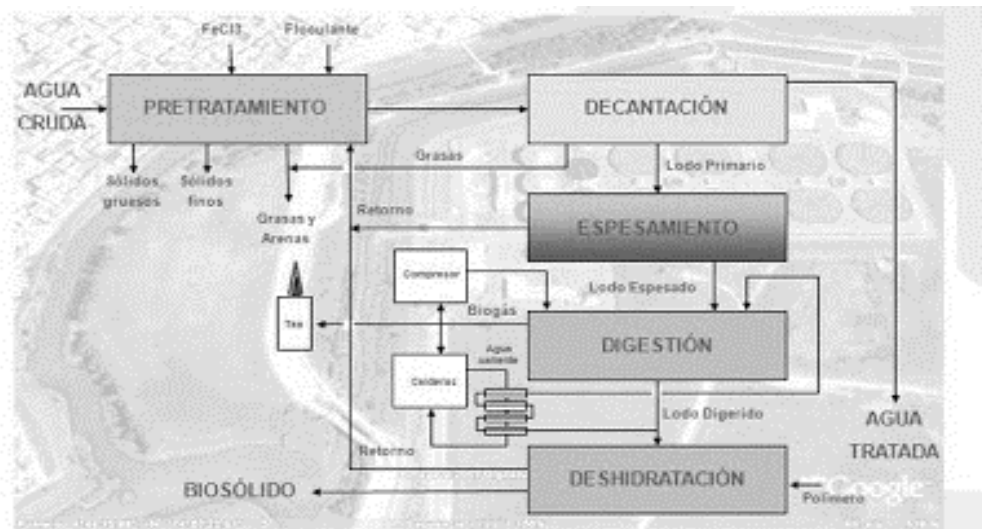 FeCl3
Floculante
AGUA
CRUDA
PRETRATAMIENTO
DECANTACIÓN
Grasas
Lodo Primario
Sólidos
gruesos
Sólidos
finos
Grasas y
Arenas
Retorno
ESPESAMIENTO
Compresor
Lodo Espesado
Tea
Biogás
DIGESTIÓN
Agua
caliente
Calderas
Lodo Digerido
AGUA
TRATADA
Retorno
DESHIDRATACIÓN
BIOSÓLIDO
Polímero
Google